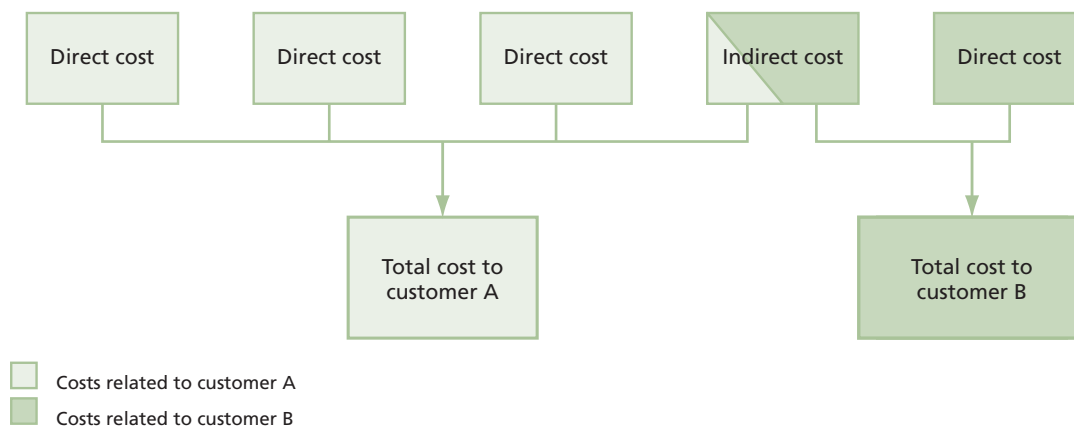 Direct cost
Direct cost
Direct cost
Indirect cost
Direct cost
Total cost to
customer A
Total cost to
customer B
Costs related to customer A
Costs related to customer B